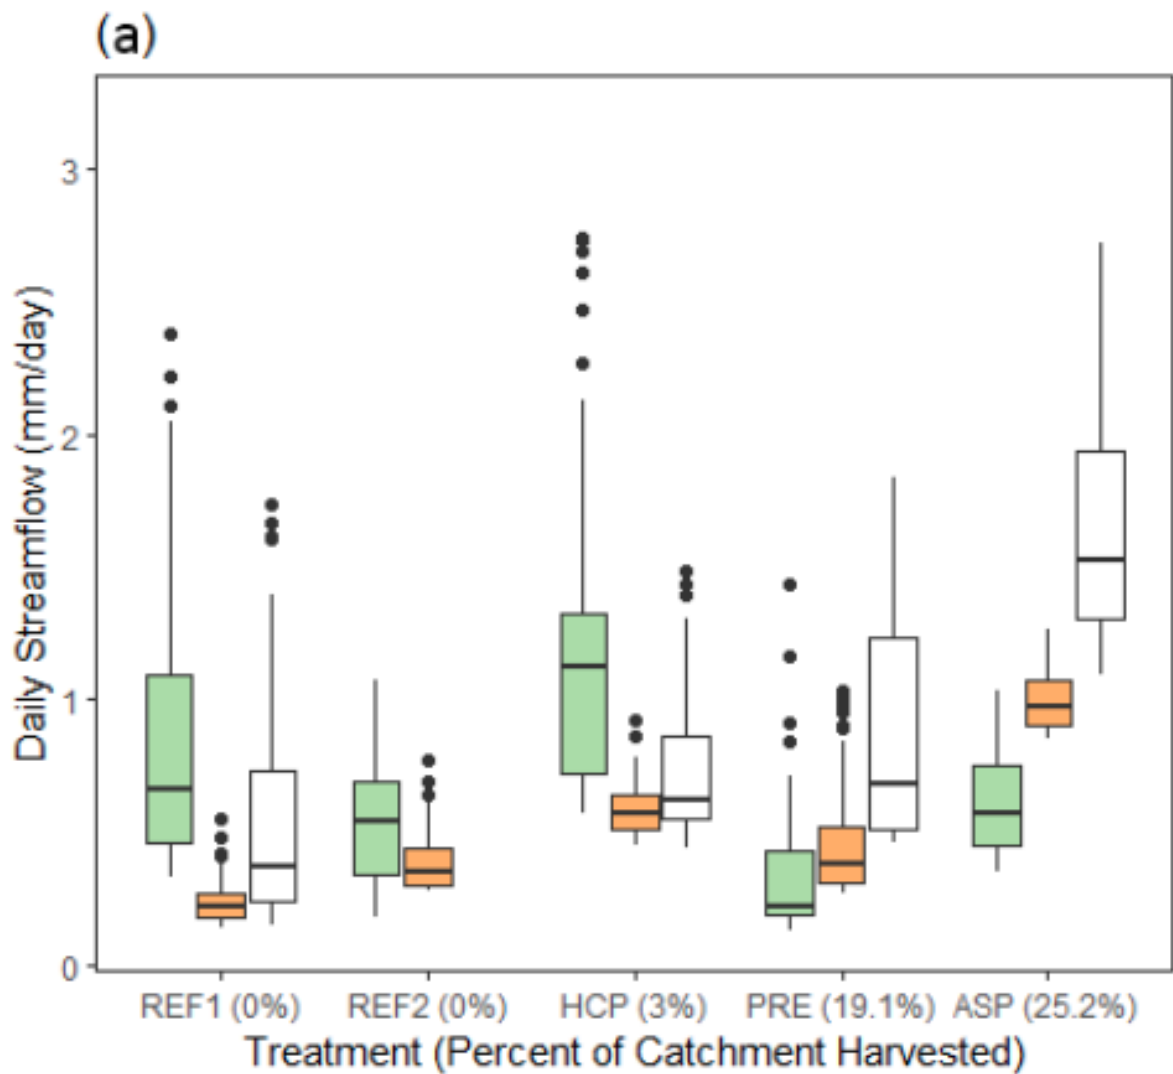 (a)
3
2
1
0
Daily Streamflow (mm/day)
REF1 (0%) REF2 (0%) HCP (3%) PRE (19.1%) ASP (25.2%)
Treatment (Percent of Catchment Harvested)